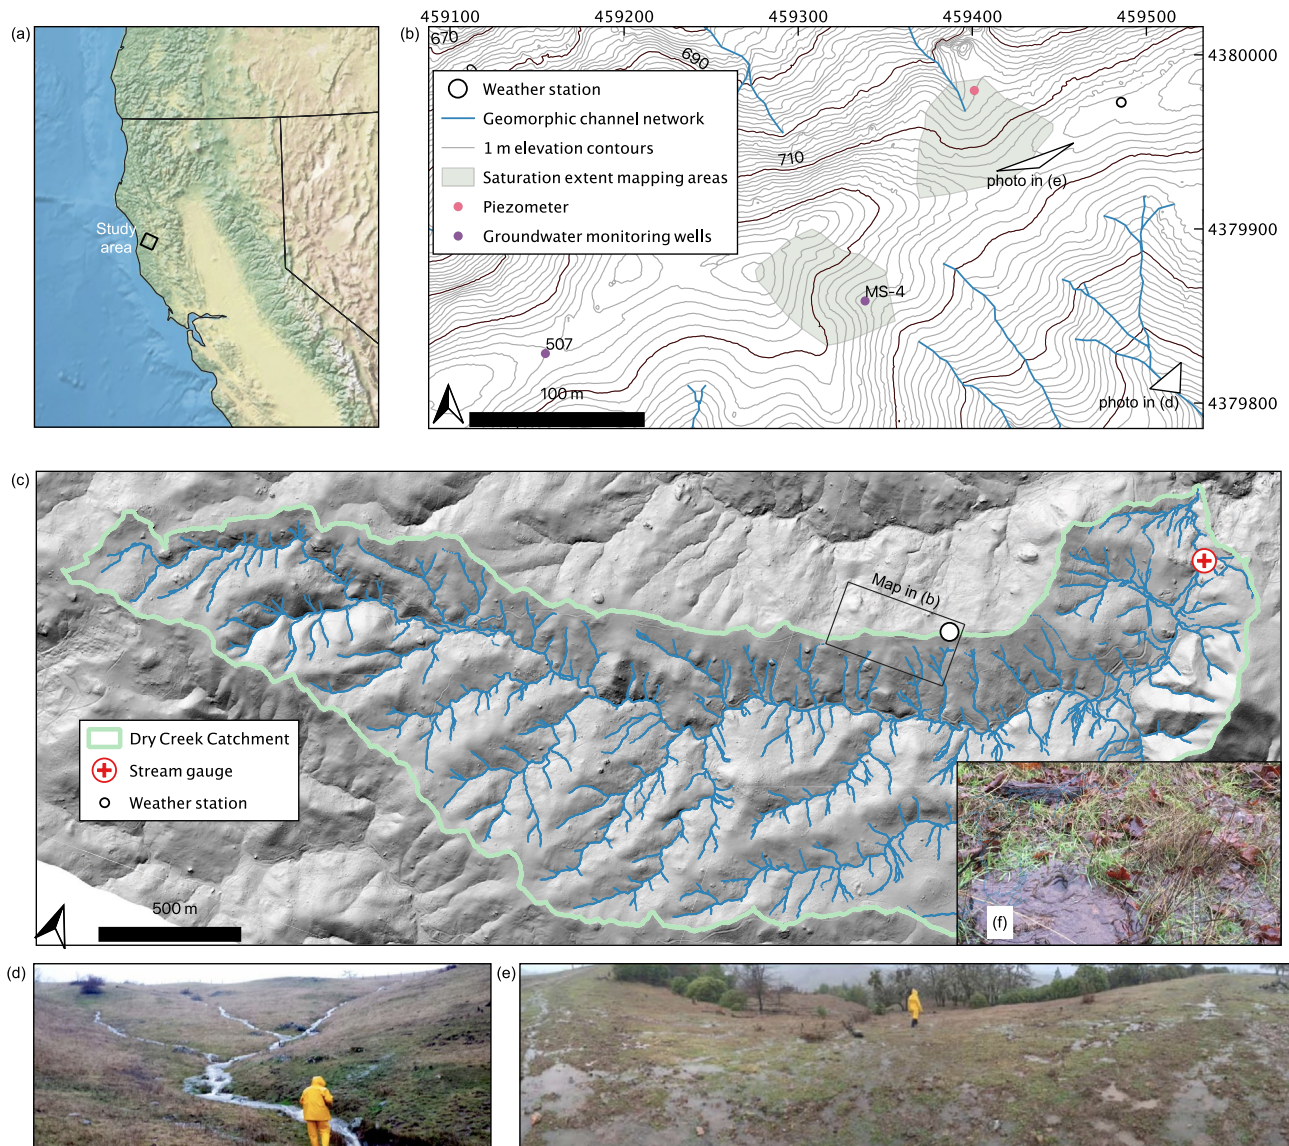 (a)
Study
area
(b)
459100
459200
459300
459400
459500
670
690
710
4380000
4379900
4379800
Weather station
Geomorphic channel network
1 m elevation contours
Saturation extent mapping areas
Piezometer
Groundwater monitoring wells
photo in (e)
MS-4
507
100 m
photo in (d)
(c)
Map in (b)
Dry Creek Catchment
Stream gauge
Weather station
500 m
(f)
(d)
(e)